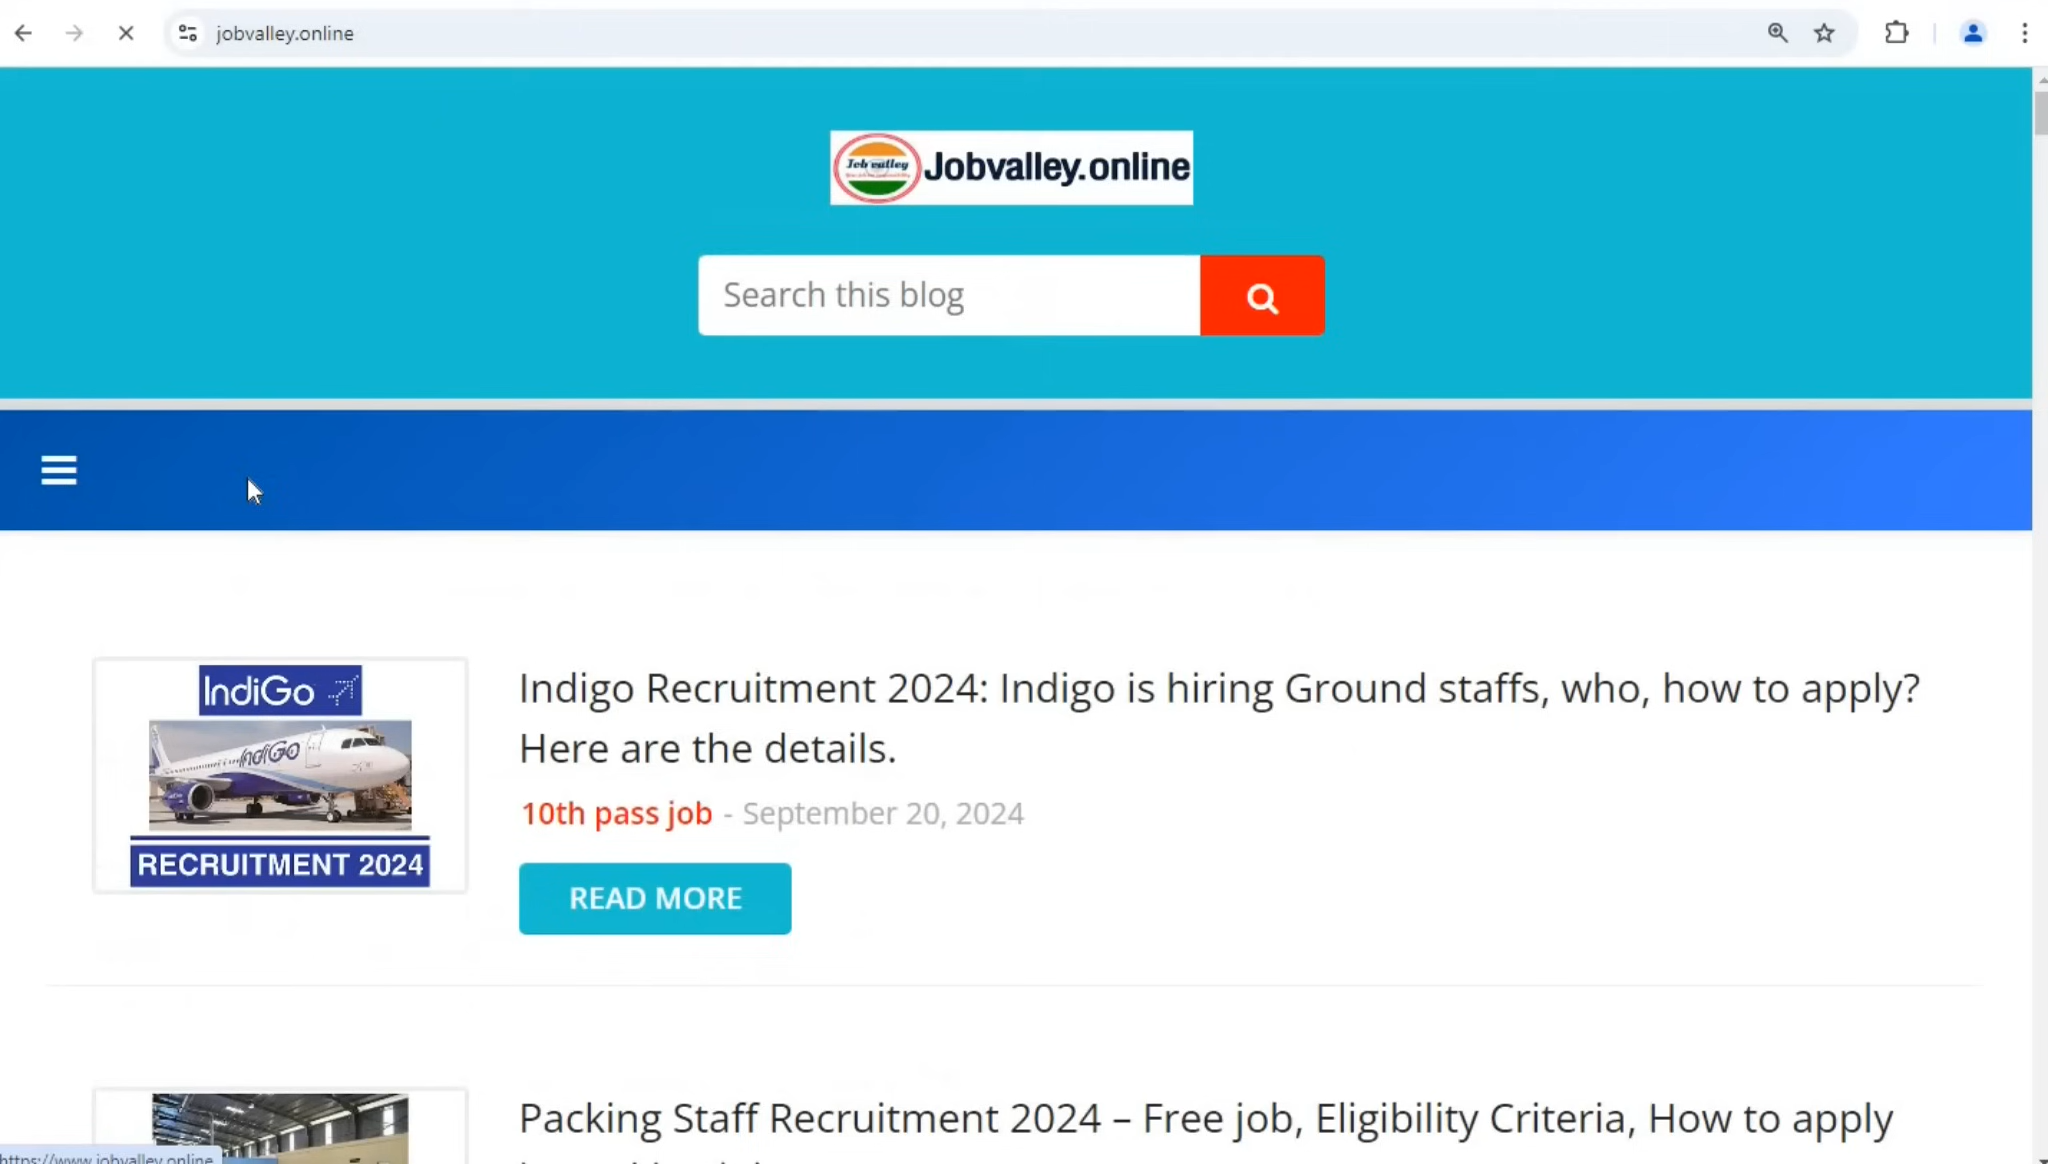 jobvalley.online
Job valley
Jobvalley.online
Search this blog
IndiGo
IndiGo
RECRUITMENT 2024
Indigo Recruitment 2024: Indigo is hiring Ground staffs, who, how to apply?
Here are the details.
10th pass job - September 20, 2024
READ MORE
Packing Staff Recruitment 2024 – Free job, Eligibility Criteria, How to apply
https://www.jobvalley.online